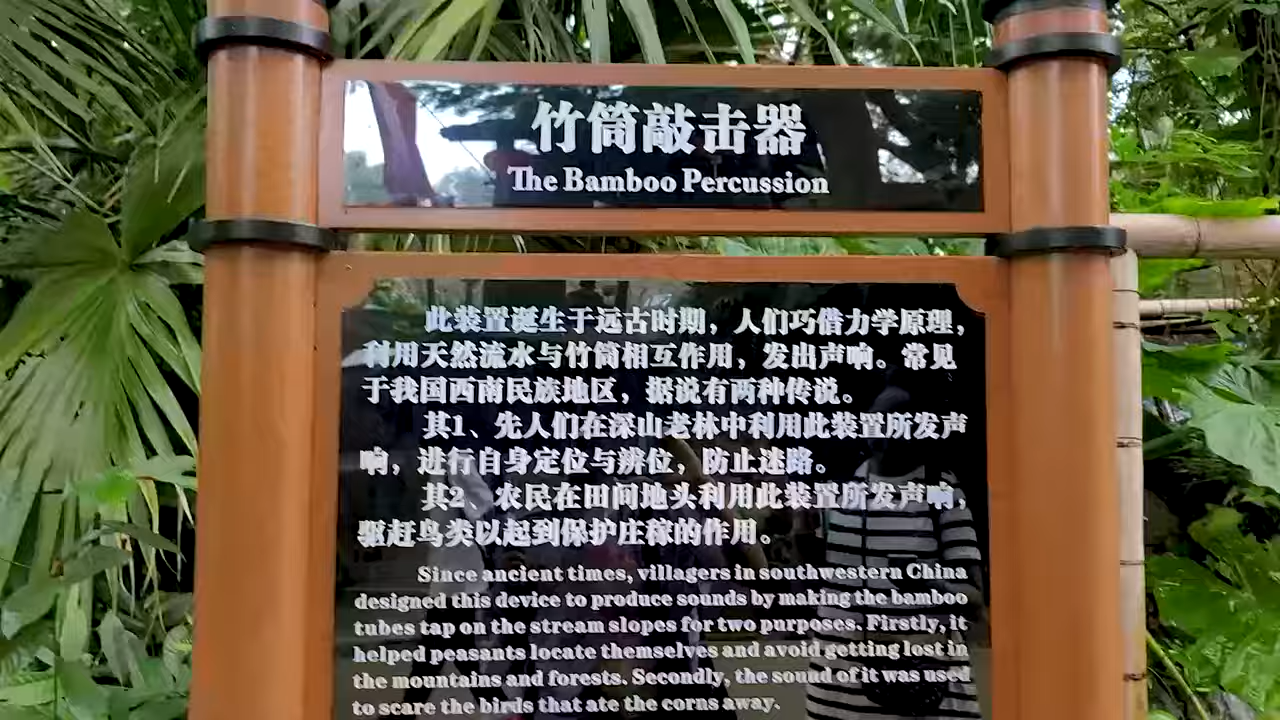 竹筒敲击器
The Bamboo Percussion
此装置诞生于远古时期，人们巧借力学原理，
利用天然流水与竹筒相互作用，发出声响。常见
于我国西南民族地区，据说有两种传说。
其1、先人们在深山老林中利用此装置所发声
响，进行自身定位与辨位，防止迷路。
其2、农民在田间地头利用此装置所发声响，
驱赶鸟类以起到保护庄稼的作用。
Since ancient times, villagers in southwestern China
designed this device to produce sounds by making the bamboo
tubes tap on the stream slopes for two purposes. Firstly, it
helped peasants locate themselves and avoid getting lost in
the mountains and forests. Secondly, the sound of it was used
to scare the birds that ate the corns away.